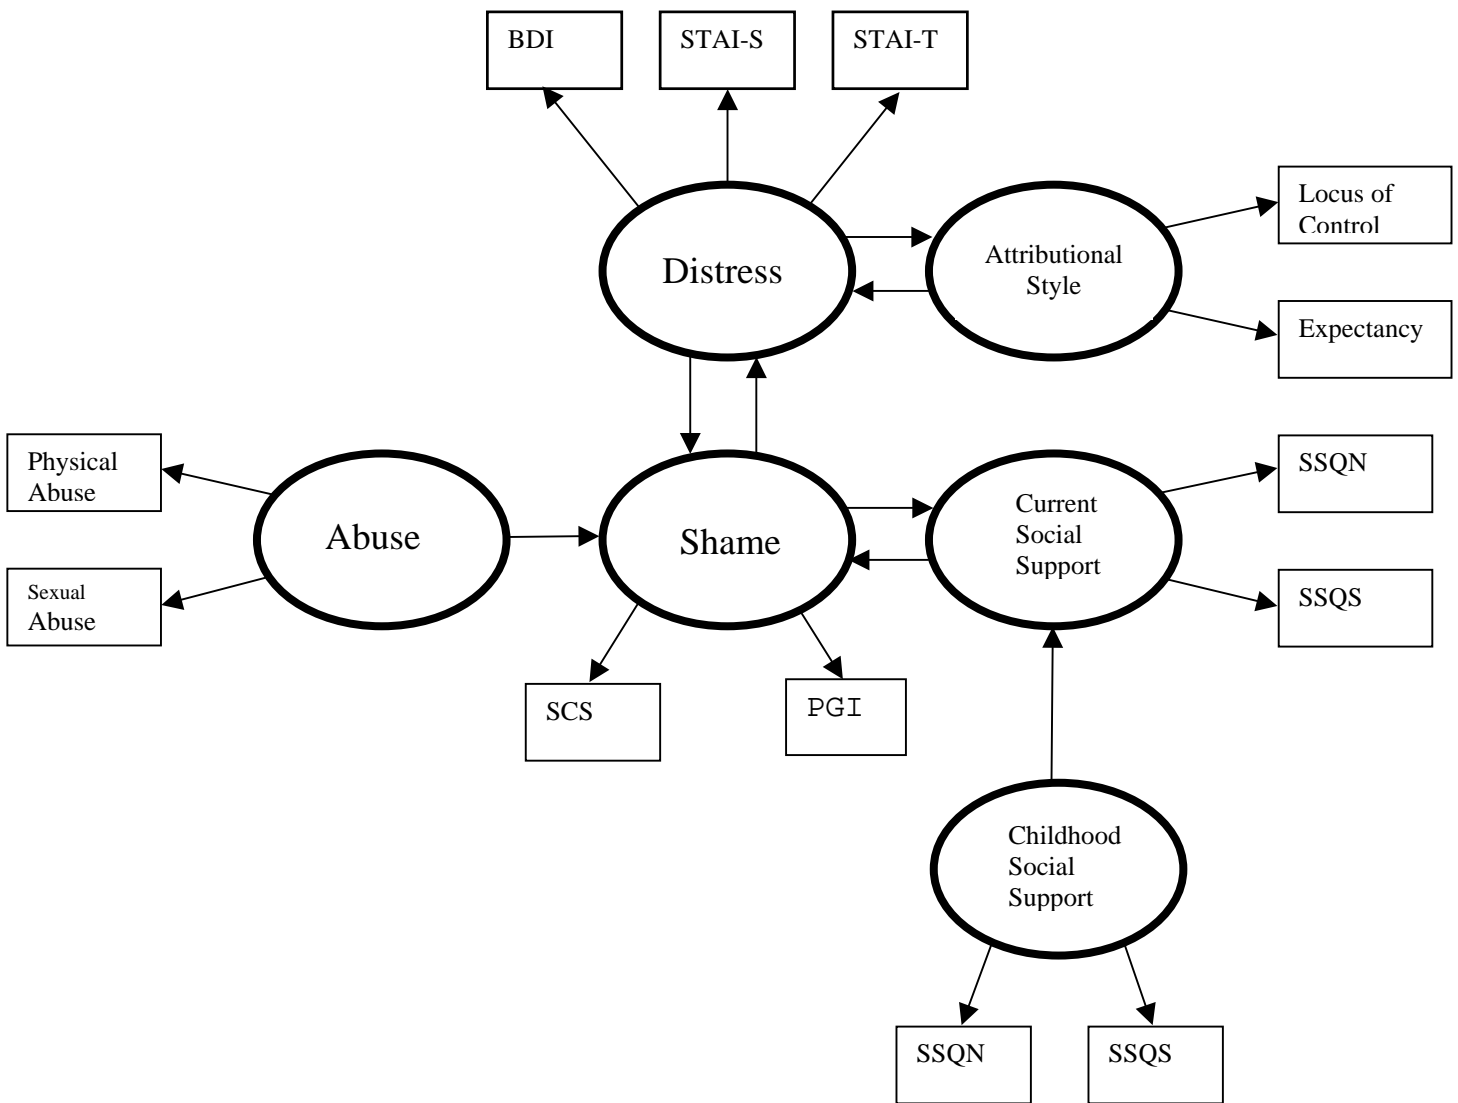 BDI
STAI-S
STAI-T
Locus of
Control
Distress
Attributional
Style
Expectancy
Physical
Abuse
Sexual
Abuse
Abuse
Shame
Current
Social
Support
SSQN
SSQS
SCS
PGI
Childhood
Social
Support
SSQN
SSQS